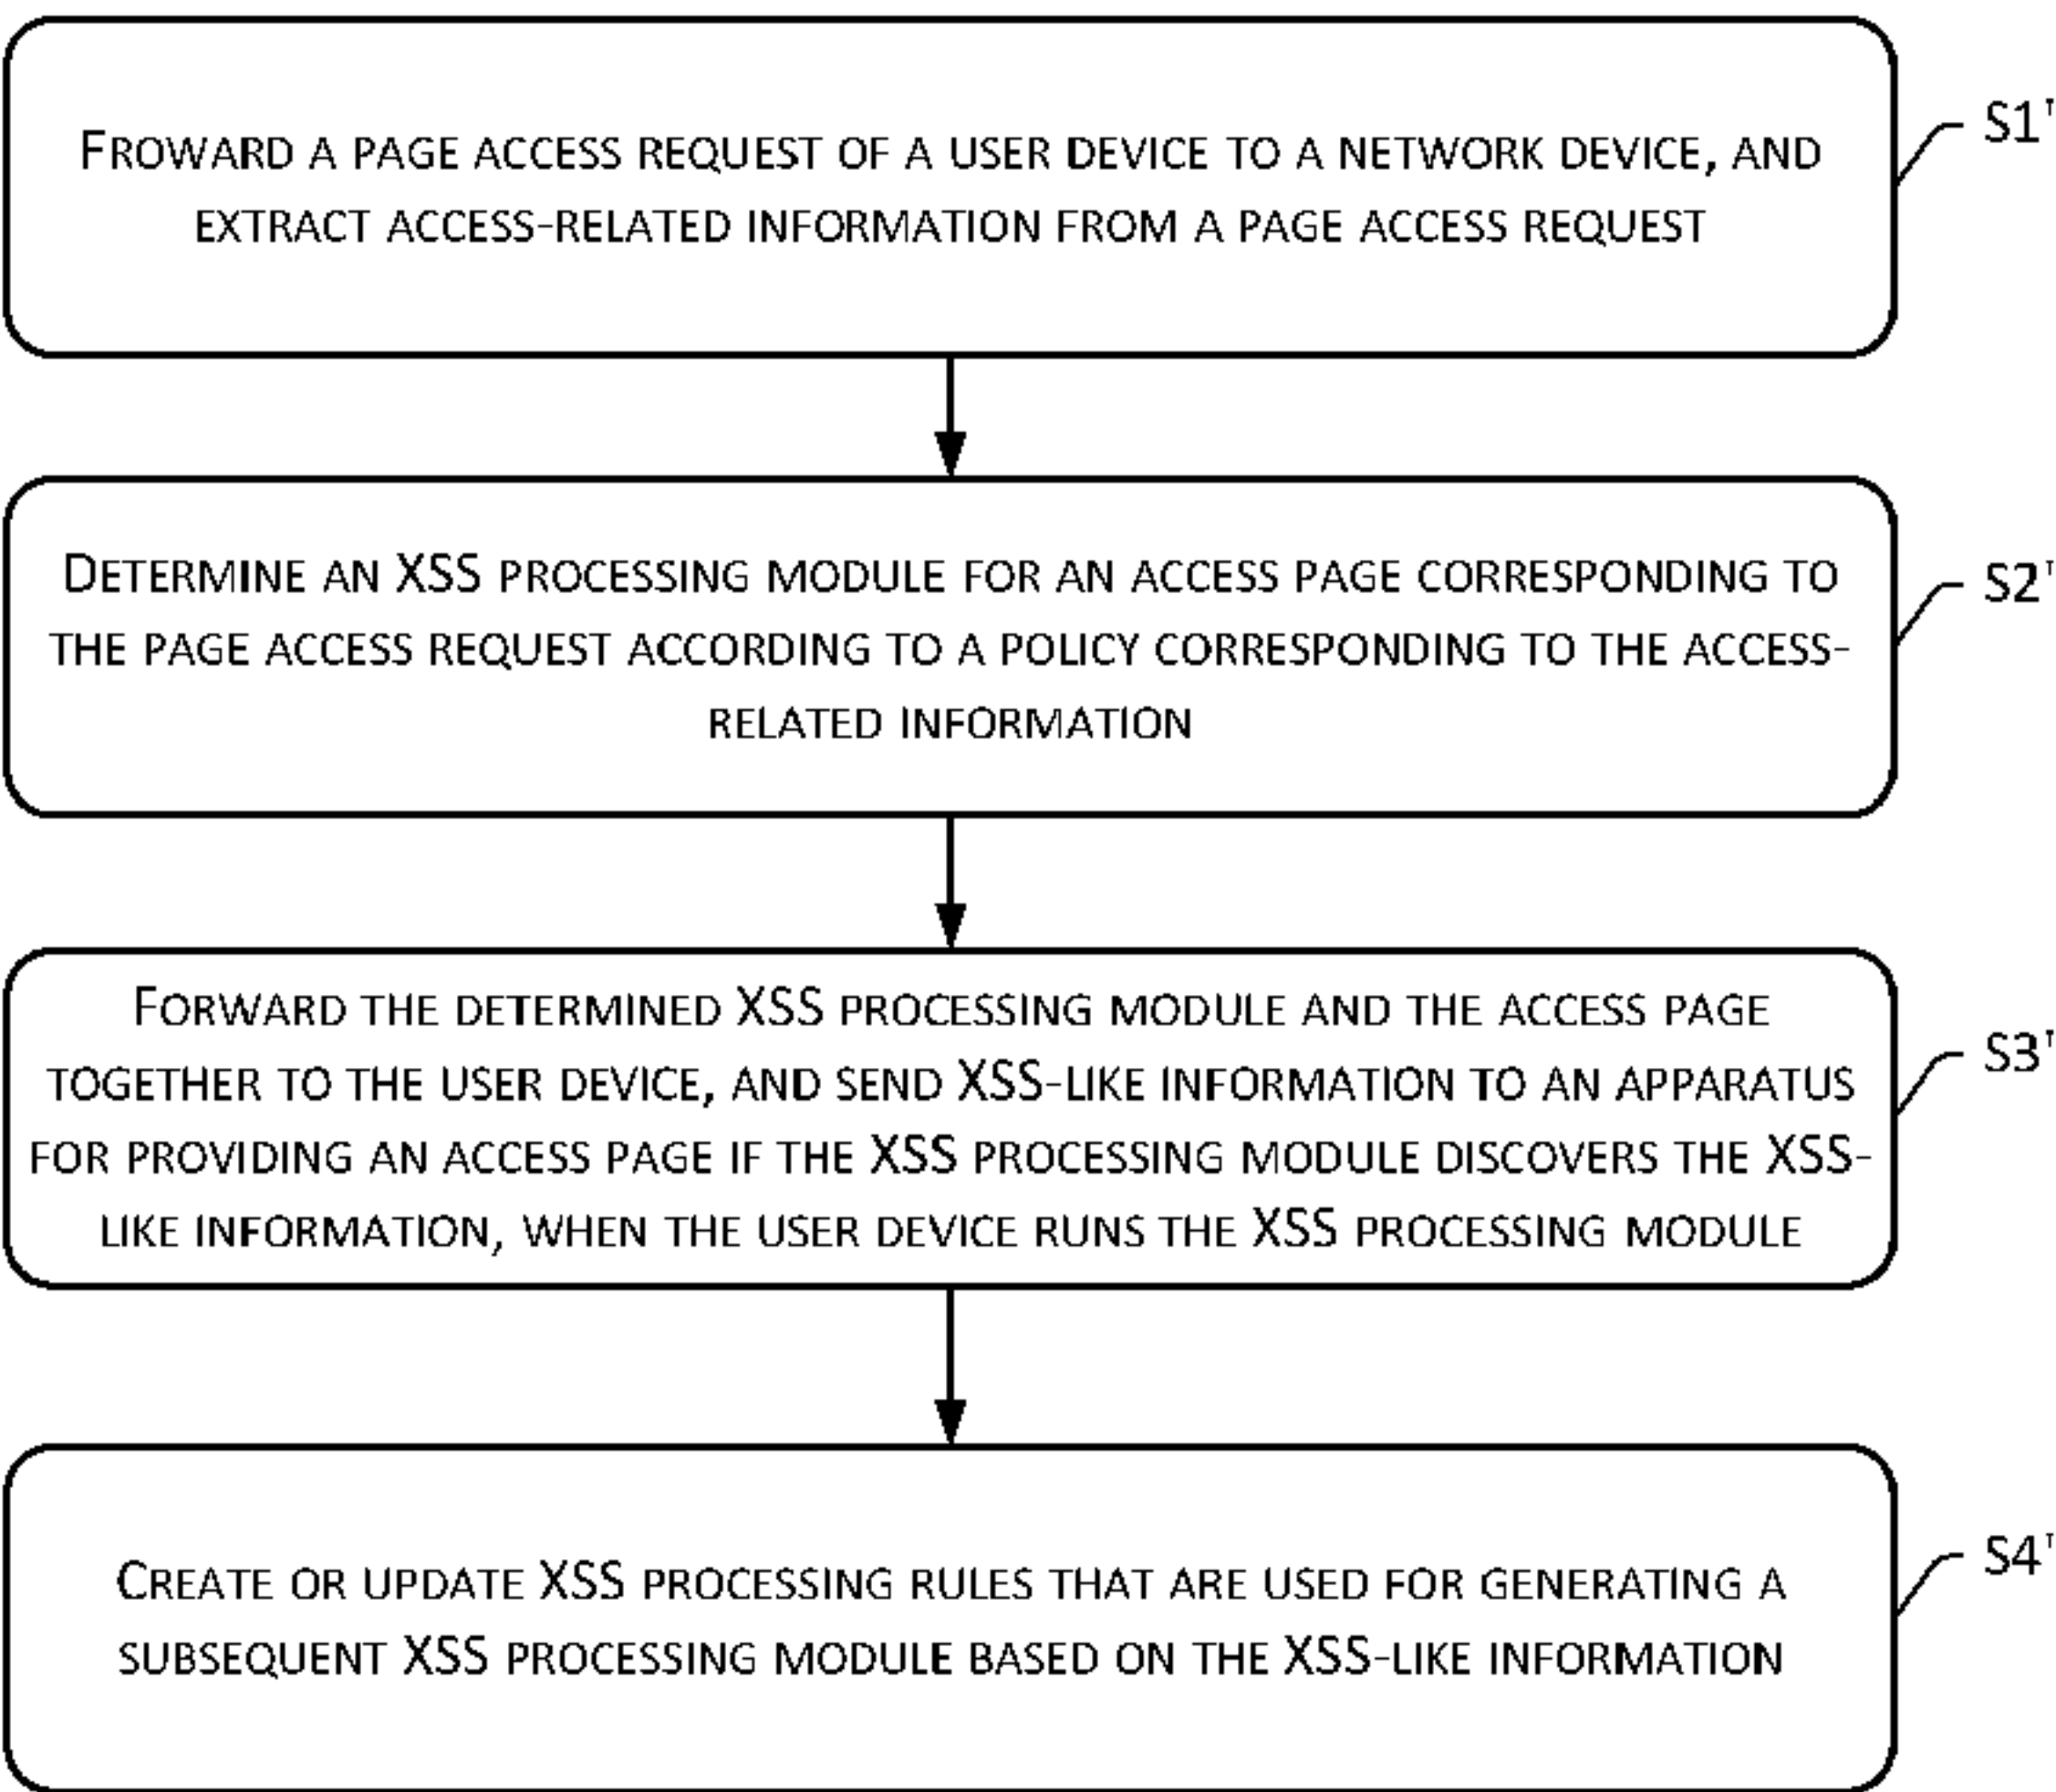 FROWARD A PAGE ACCESS REQUEST OF A USER DEVICE TO A NETWORK DEVICE, AND
EXTRACT ACCESS-RELATED INFORMATION FROM A PAGE ACCESS REQUEST
S1'
DETERMINE AN XSS PROCESSING MODULE FOR AN ACCESS PAGE CORRESPONDING TO
THE PAGE ACCESS REQUEST ACCORDING TO A POLICY CORRESPONDING TO THE ACCESS-
RELATED INFORMATION
S2'
FORWARD THE DETERMINED XSS PROCESSING MODULE AND THE ACCESS PAGE
TOGETHER TO THE USER DEVICE, AND SEND XSS-LIKE INFORMATION TO AN APPARATUS
FOR PROVIDING AN ACCESS PAGE IF THE XSS PROCESSING MODULE DISCOVERS THE XSS-
LIKE INFORMATION, WHEN THE USER DEVICE RUNS THE XSS PROCESSING MODULE
S3'
CREATE OR UPDATE XSS PROCESSING RULES THAT ARE USED FOR GENERATING A
SUBSEQUENT XSS PROCESSING MODULE BASED ON THE XSS-LIKE INFORMATION
S4'